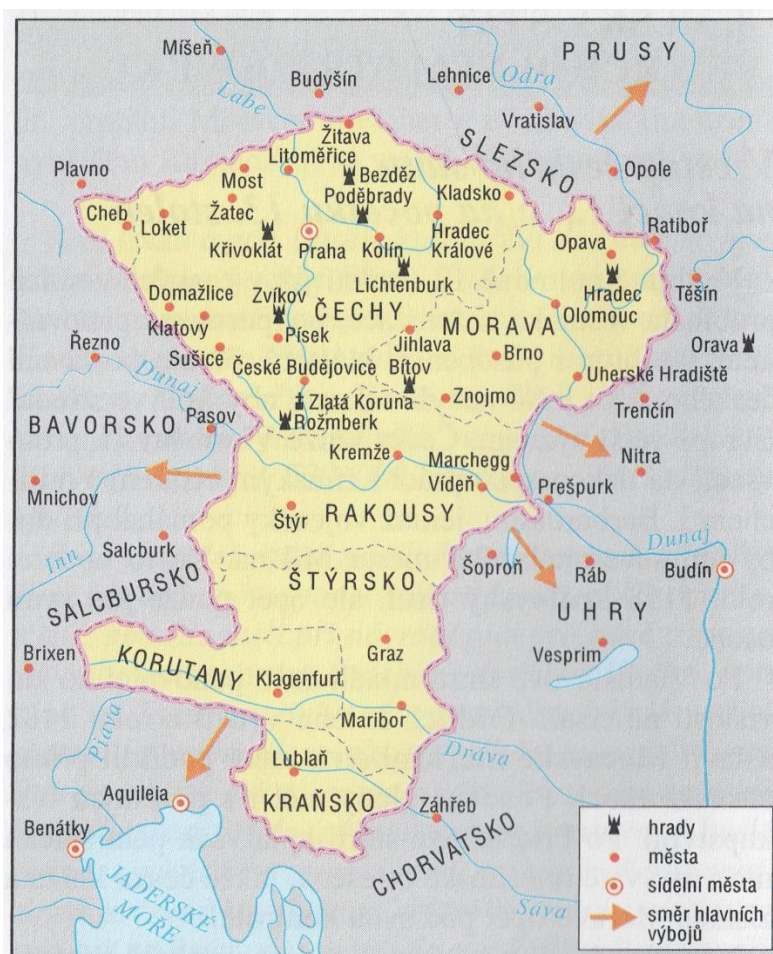 PRUSY
Míšeň
Budyšín
Lehnice
Odra
Labe
Vratislav
Žitava
SLEZSKO
Litoměřice
Opole
Plavno
Most
Bezděz
Poděbrady
Kladsko
Cheb
Loket
Žatec
Křivoklát
Praha
Kolín
Hradec
Králové
Ratiboř
Opava
Lichtenburk
Hradec
Těšín
Domažlice
Zvíkov
ČECHY
MORAVA
Olomouc
Klatovy
Písek
Jihlava
Orava
Řezno
Sušice
Brno
České Budějovice
Bítov
Uherské Hradiště
Dunaj
Znojmo
Trenčín
BAVORSKO
Pasov
Zlatá Koruna
Rožmberk
Kremže
Marchegg
Nitra
Mnichov
Vídeň
Prešpurk
Štýr
RAKOUSY
Dunaj
Inn
Salcburk
Šoproň
Ráb
Budín
SALCBURSKO
ŠTÝRSKO
UHRY
Brixen
KORUTANY
Graz
Vesprim
Klagenfurt
Maribor
Piáva
Dráva
Lublaň
Aquileia
KRAŇSKO
Záhřeb
Benátky
CHORVATSKO
JADERSKÉ
MOŘE
Sáva
hrady
města
sídelní města
směr hlavních
výbojů